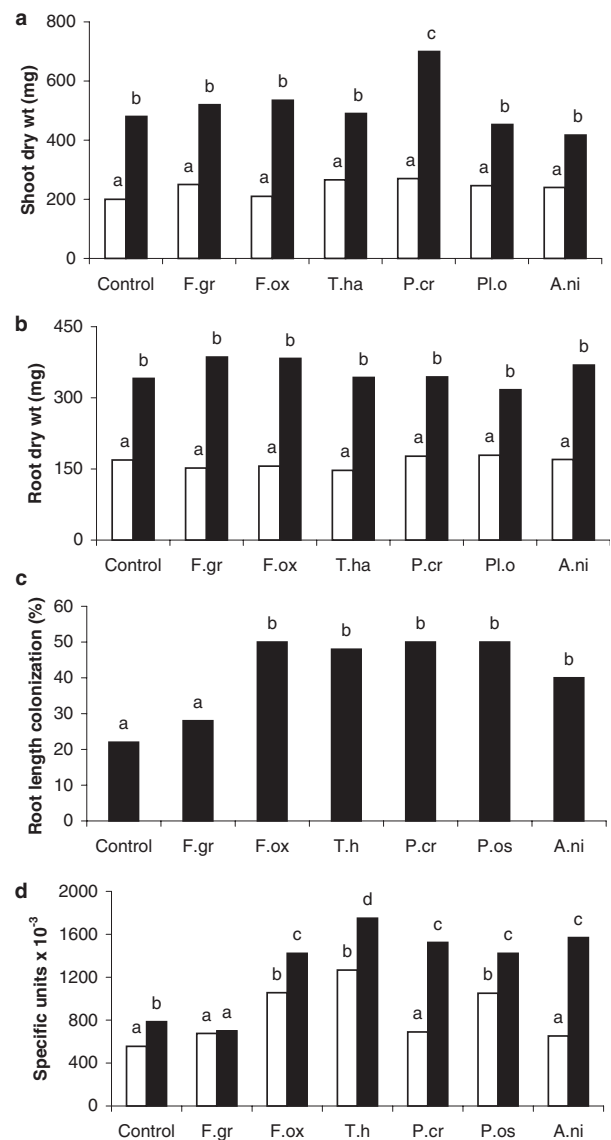 a
Shoot dry wt (mg)
800
600
400
200
0
a b a b a b a b a c a b a b
Control F.gr F.ox T.ha P.cr Pl.o A.ni
b
Root dry wt (mg)
450
300
150
0
a b a b a b a b a b a b a b
Control F.gr F.ox T.ha P.cr Pl.o A.ni
c
Root length colonization (%)
60
50
40
30
20
10
0
a a b b b b b
Control F.gr F.ox T.h P.cr P.os A.ni
d
Specific units x 10-3
2000
1600
1200
800
400
0
a b a a b c b d a c b c a c
Control F.gr F.ox T.h P.cr P.os A.ni